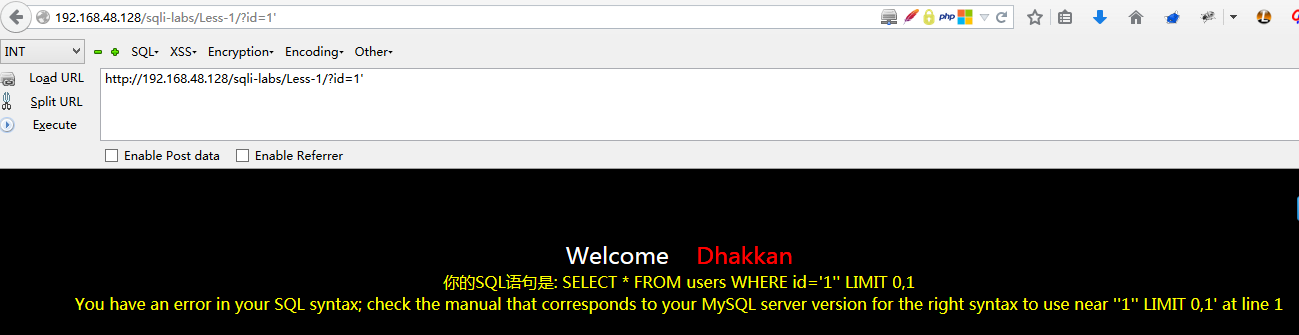 192.168.48.128/sqli-labs/Less-1/?id=1'
php
INT SQL XSS Encryption Encoding Other
Load URL http://192.168.48.128/sqli-labs/Less-1/?id=1'
Split URL
Execute
Enable Post data Enable Referrer
Welcome Dhakkan
你的SQL语句是: SELECT * FROM users WHERE id='1'' LIMIT 0,1
You have an error in your SQL syntax; check the manual that corresponds to your MySQL server version for the right syntax to use near ''1'' LIMIT 0,1' at line 1